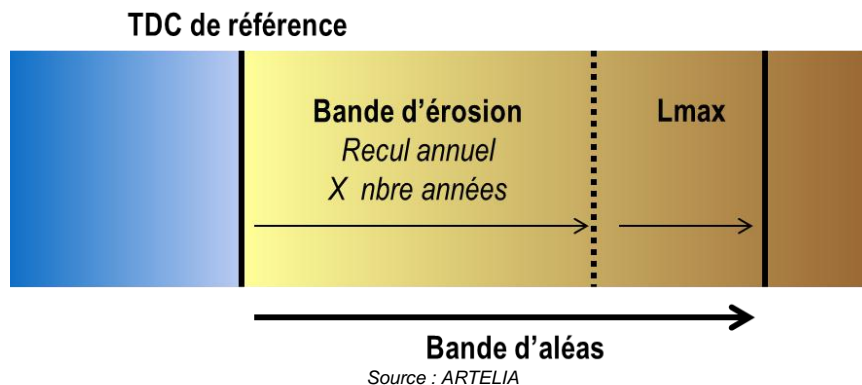 TDC de référence
Bande d'érosion
Recul annuel
X nbre années
Lmax
Bande d'aléas
Source : ARTELIA